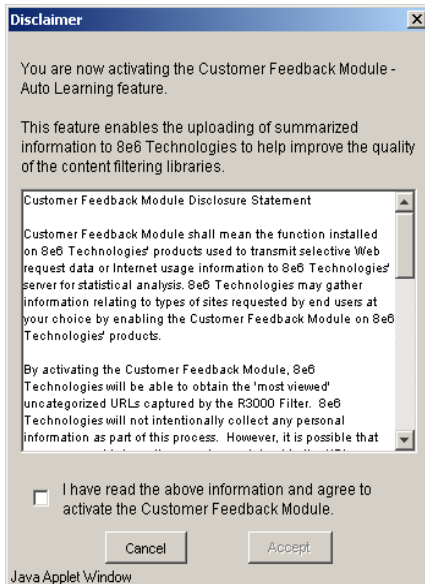 Disclaimer
You are now activating the Customer Feedback Module -
Auto Learning feature.
This feature enables the uploading of summarized
information to 8e6 Technologies to help improve the quality
of the content filtering libraries.
Customer Feedback Module Disclosure Statement
Customer Feedback Module shall mean the function installed
on 8e6 Technologies' products used to transmit selective Web
request data or Internet usage information to 8e6 Technologies'
server for statistical analysis. 8e6 Technologies may gather
information relating to types of sites requested by end users at
your choice by enabling the Customer Feedback Module on 8e6
Technologies' products.
By activating the Customer Feedback Module, 8e6
Technologies will be able to obtain the 'most viewed'
uncategorized URLs captured by the R3000 Filter. 8e6
Technologies will not intentionally collect any personal
information as part of this process. However, it is possible that
I have read the above information and agree to
activate the Customer Feedback Module.
Cancel
Accept
Java Applet Window